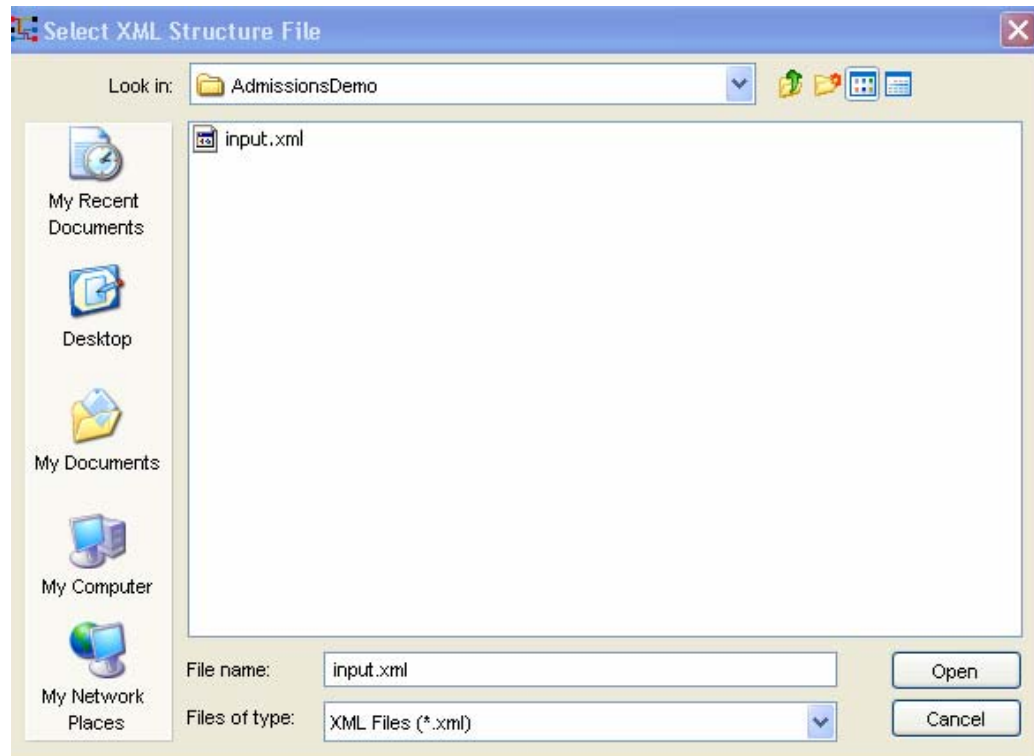 Select XML Structure File
Look in:
AdmissionsDemo
input.xml
My Recent
Documents
Desktop
My Documents
My Computer
My Network
Places
File name:
input.xml
Open
Files of type:
XML Files (*.xml)
Cancel